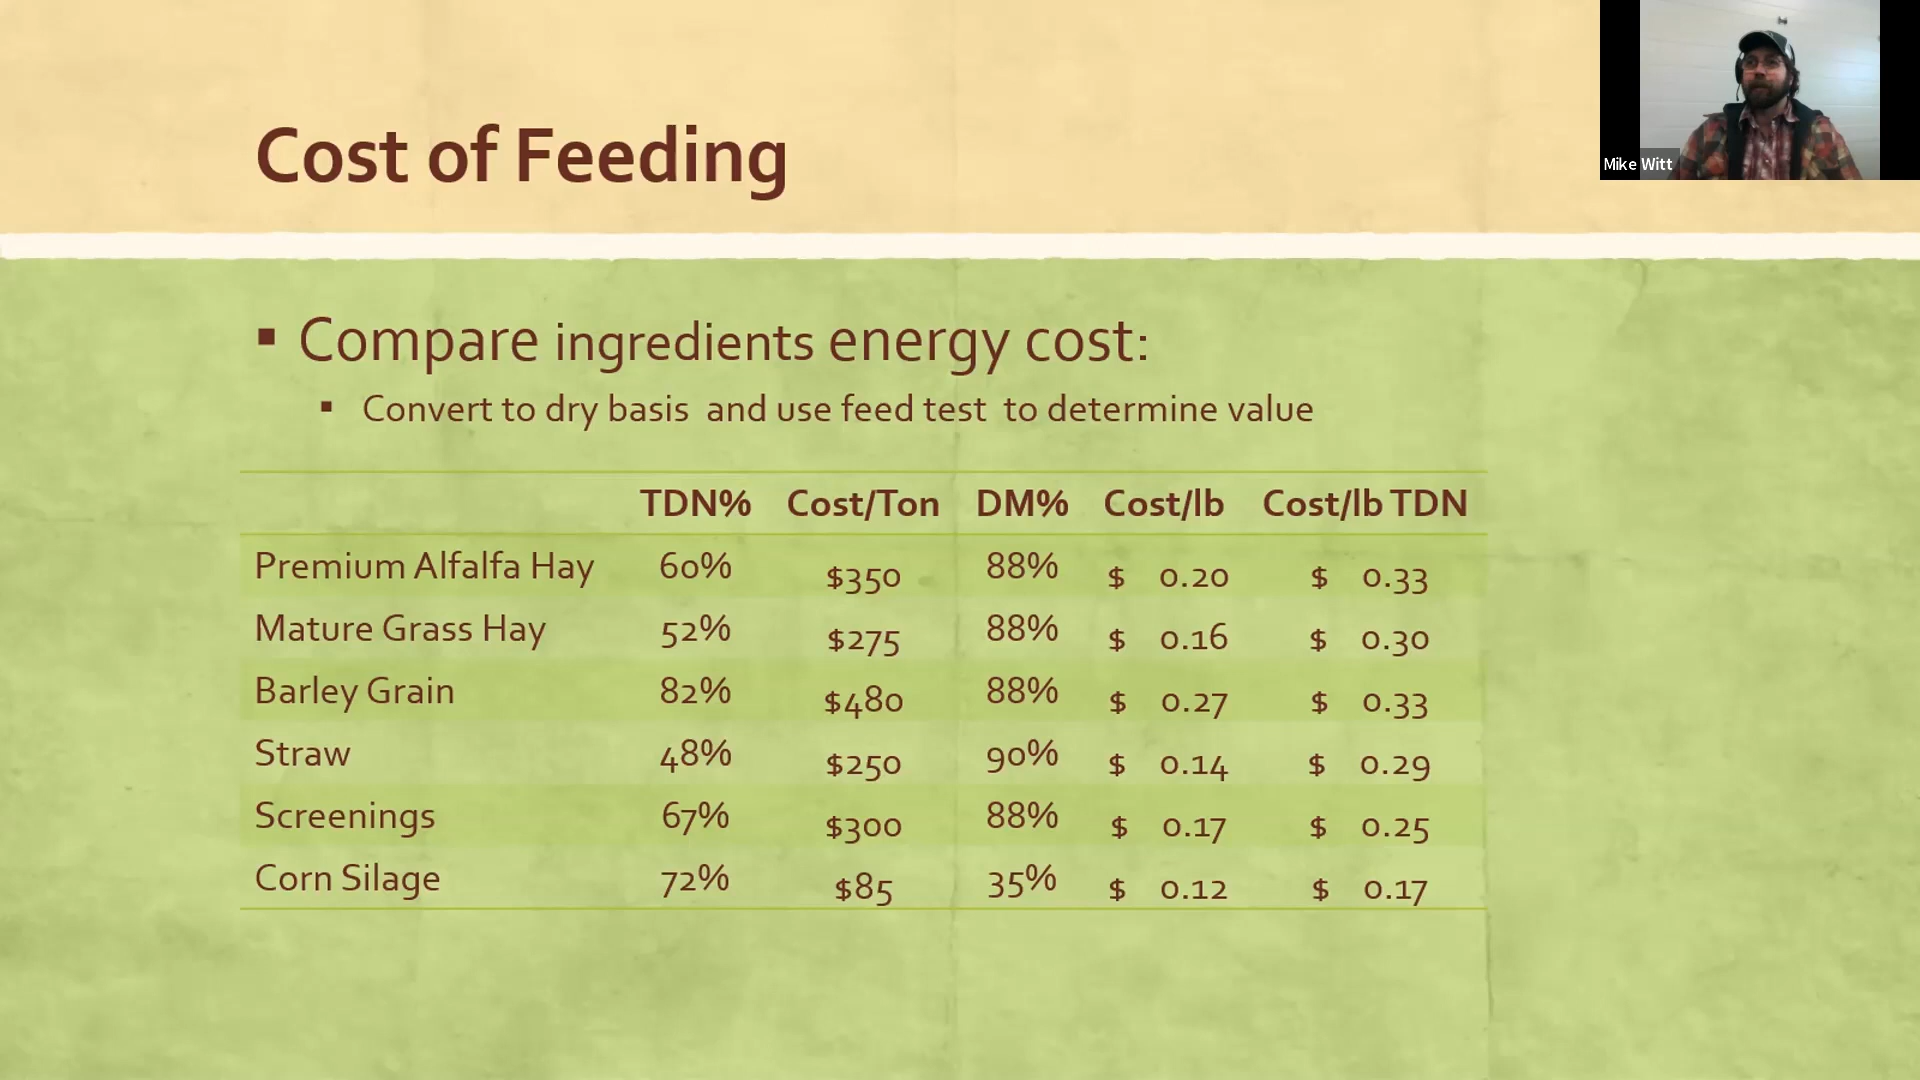 Mike Witt
Cost of Feeding
▪ Compare ingredients energy cost:
▪ Convert to dry basis and use feed test to determine value
TDN% Cost/Ton DM% Cost/lb Cost/lb TDN
Premium Alfalfa Hay 60% $350 88% $ 0.20 $ 0.33
Mature Grass Hay 52% $275 88% $ 0.16 $ 0.30
Barley Grain 82% $480 88% $ 0.27 $ 0.33
Straw 48% $250 90% $ 0.14 $ 0.29
Screenings 67% $300 88% $ 0.17 $ 0.25
Corn Silage 72% $85 35% $ 0.12 $ 0.17